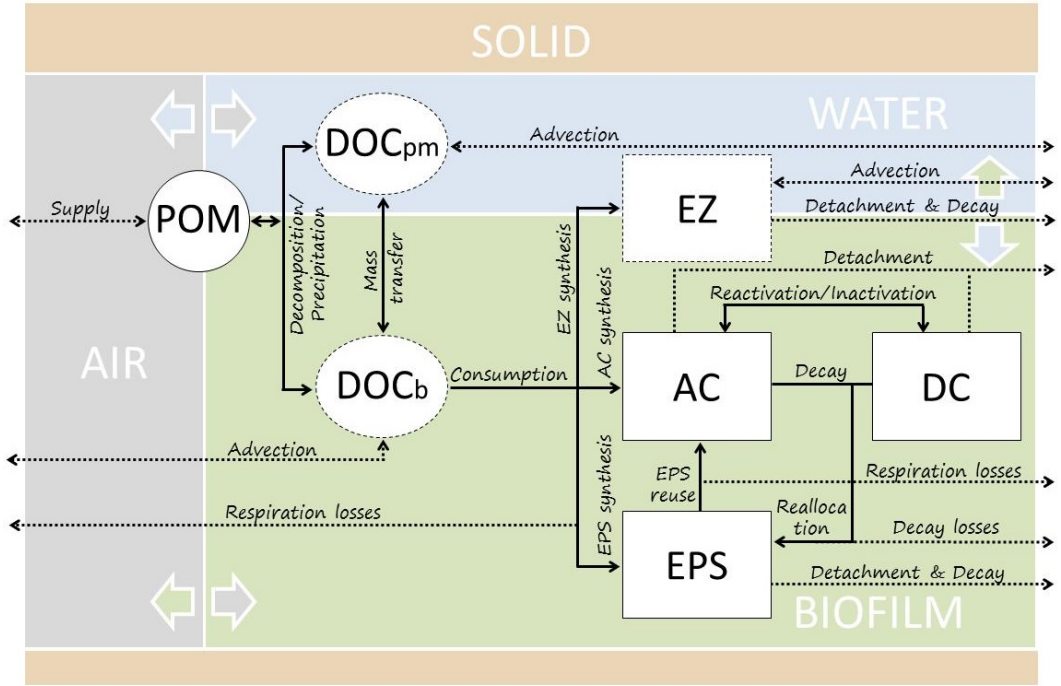 SOLID
WATER
DOCpm
Advection
Advection
Supply
POM
EZ
Detachment & Decay
Decomposition/
Precipitation
Mass
transfer
EZ synthesis
AC synthesis
Detachment
Reactivation/Inactivation
AIR
DOCb
Consumption
AC
Decay
DC
Advection
EPS synthesis
EPS
reuse
Respiration losses
Respiration losses
Realloca
tion
Decay losses
EPS
Detachment & Decay
BIOFILM